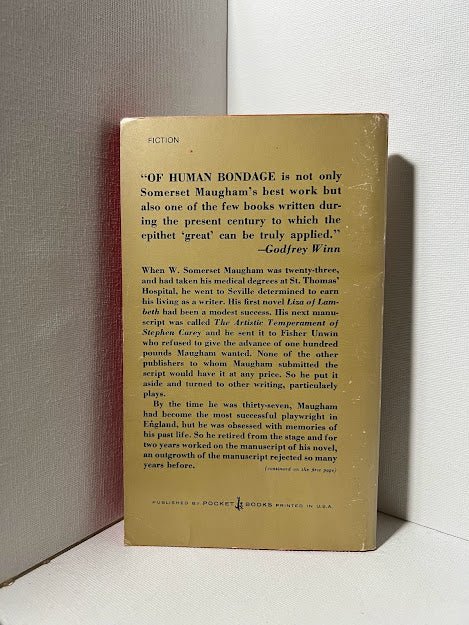 FICTION
“OF HUMAN BONDAGE is not only
Somerset Maugham’s best work but
also one of the few books written dur-
ing the present century to which the
epithet ‘great’ can be truly applied.”
—Godfrey Winn
When W. Somerset Maugham was twenty-three,
and had taken his medical degrees at St. Thomas’
Hospital, he went to Seville determined to earn
his living as a writer. His first novel Liza of Lam-
beth had been a modest success. His next manu-
script was called The Artistic Temperament of
Stephen Carey and he sent it to Fisher Unwin
who refused to give the advance of one hundred
pounds Maugham wanted. None of the other
publishers to whom Maugham submitted the
script would have it at any price. So he put it
aside and turned to other writing, particularly
plays.
By the time he was thirty-seven, Maugham
had become the most successful playwright in
England, but he was obsessed with memories of
his past life. So he retired from the stage and for
two years worked on the manuscript of his novel,
an outgrowth of the manuscript rejected so many
years before.
(continued on the first page)
PUBLISHED BY POCKET BOOKS PRINTED IN U.S.A.